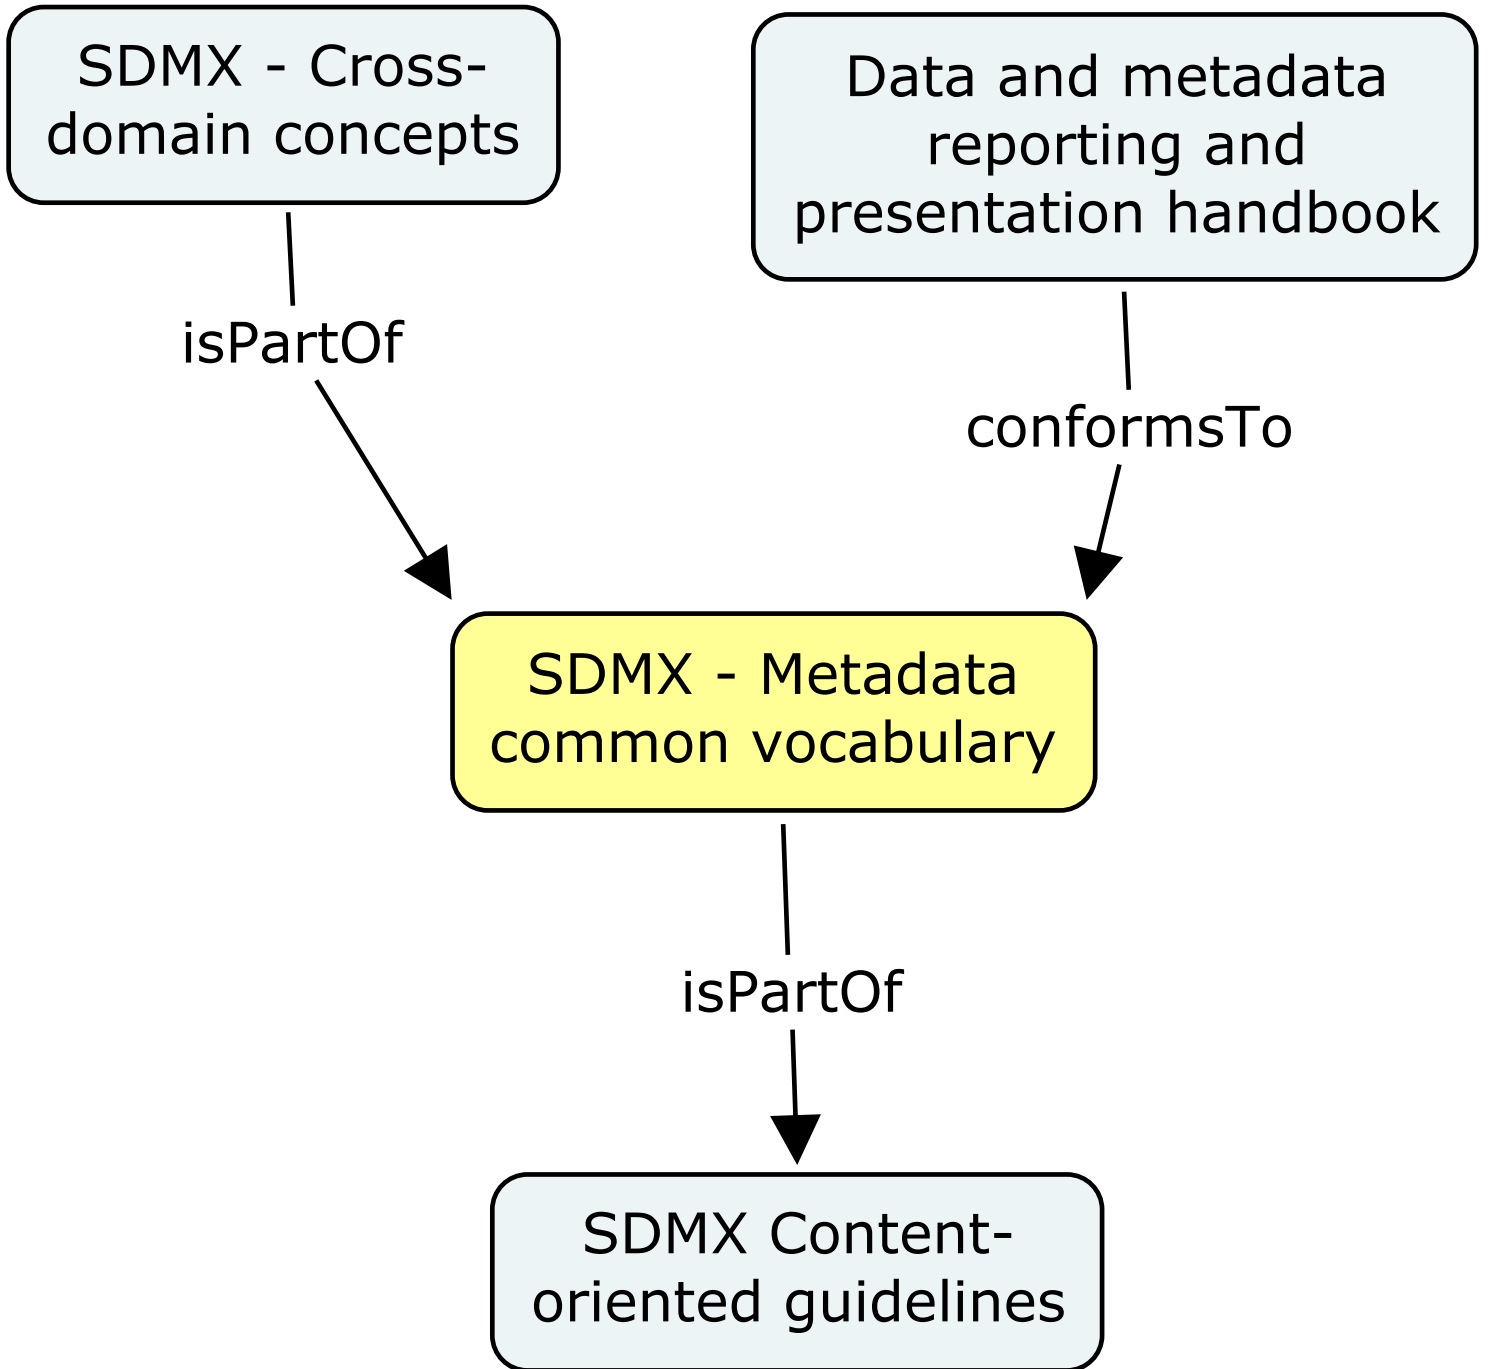 SDMX - Cross-
domain concepts
Data and metadata
reporting and
presentation handbook
isPartOf
conformsTo
SDMX - Metadata
common vocabulary
isPartOf
SDMX Content-
oriented guidelines